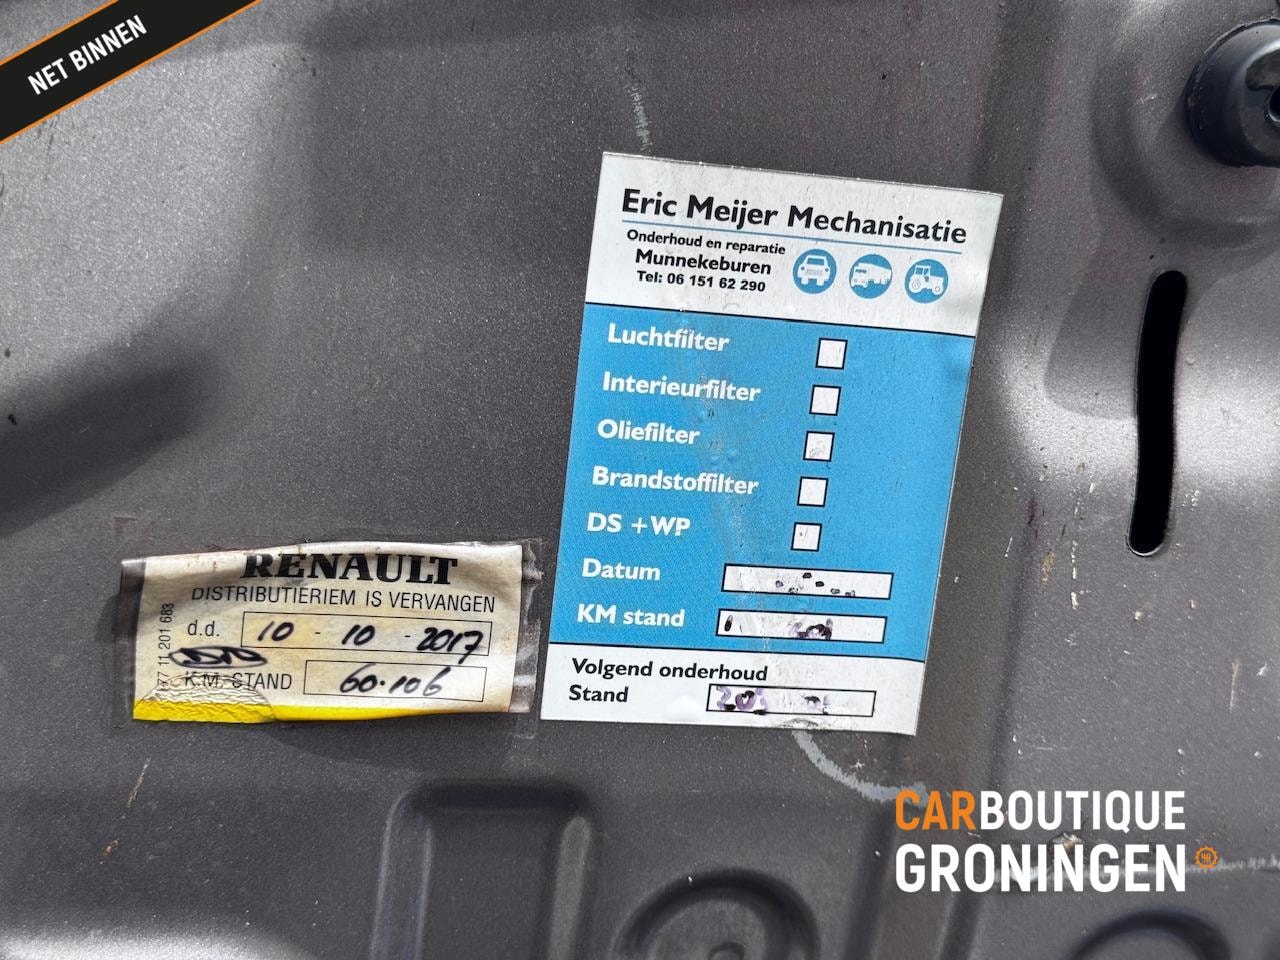 NET BINNEN
Eric Meijer Mechanisatie
Onderhoud en reparatie
Munnekeburen
Tel: 06 151 62 290
Luchtfilter
Interieurfilter
Oliefilter
Brandstoffilter
DS +WP
Datum
KM stand
Volgend onderhoud
Stand
RENAULT
DISTRIBUTIERIEM IS VERVANGEN
d.d. 10 - 10 - 2017
K.M. STAND 60.106
77 11 201 683
CARBOUTIQUE
GRONINGEN